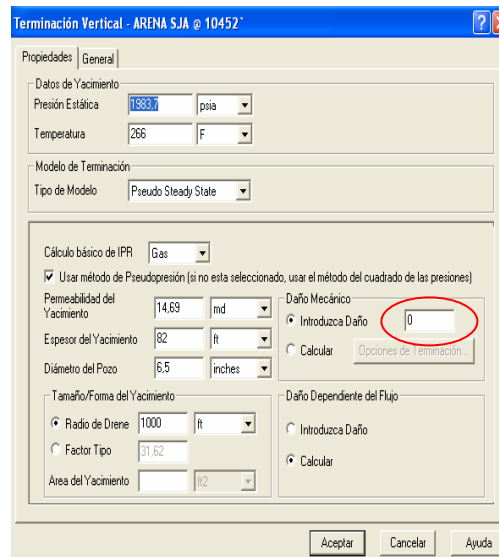 Terminación Vertical - ARENA SJA @ 10452`
Propiedades General
Datos de Yacimiento
Presión Estática 1983,7 psia
Temperatura 266 F
Modelo de Terminación
Tipo de Modelo Pseudo Steady State
Cálculo básico de IPR Gas
Usar método de Pseudopresión (si no esta seleccionado, usar el método del cuadrado de las presiones)
Permeabilidad del Yacimiento 14,69 md
Espesor del Yacimiento 82 ft
Diámetro del Pozo 6,5 inches
Daño Mecánico
Introduzca Daño 0
Calcular Opciones de Terminación...
Tamaño/Forma del Yacimiento
Radio de Drene 1000 ft
Factor Tipo 31,62
Area del Yacimiento ft2
Daño Dependiente del Flujo
Introduzca Daño
Calcular
Aceptar Cancelar Ayuda